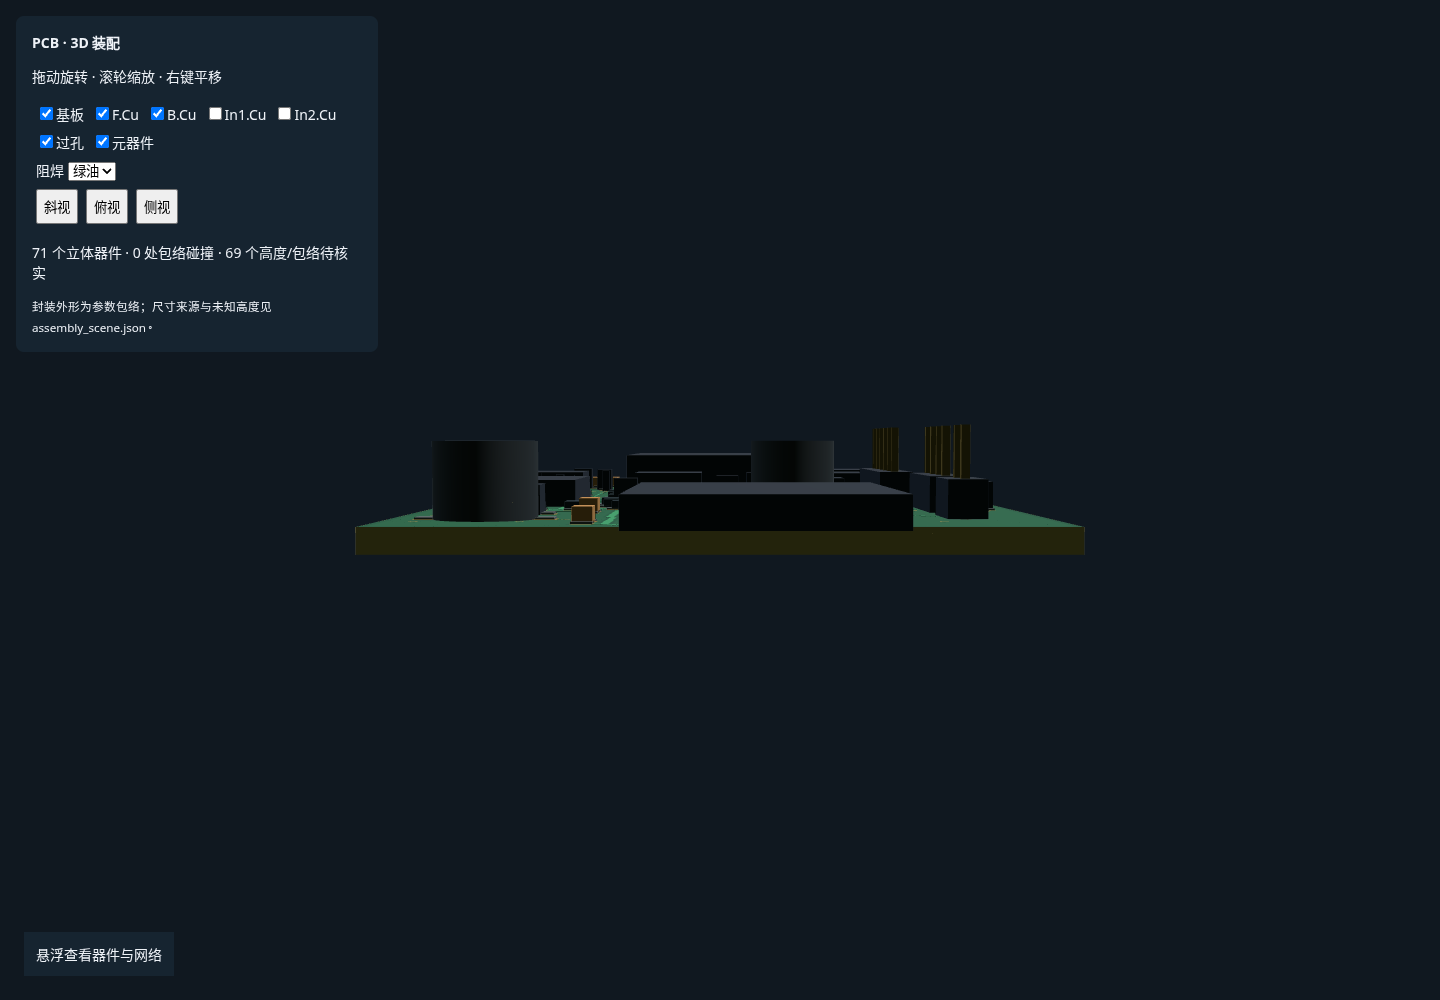 PCB · 3D 装配
拖动旋转 · 滚轮缩放 · 右键平移
基板 F.Cu B.Cu In1.Cu In2.Cu
过孔 元器件
阻焊 绿油
斜视 俯视 侧视
71 个立体器件 · 0 处包络碰撞 · 69 个高度/包络待核
实
封装外形为参数包络；尺寸来源与未知高度见
assembly_scene.json。
悬浮查看器件与网络